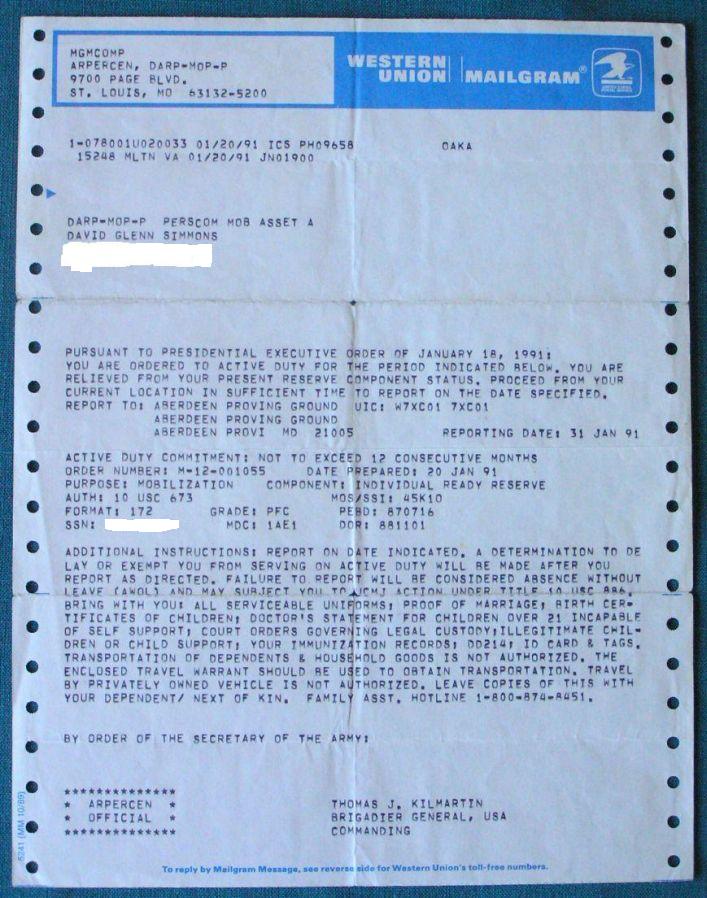 MGMCOMP
ARPERCEN, DARP-MOP-P
9700 PAGE BLVD.
ST. LOUIS, MO 63132-5200
WESTERN UNION | MAILGRAM®
1-078001U020033 01/20/91 ICS PH09658 OAKA
15248 MLTN VA 01/20/91 JN01900
DARP-MOP-P PERSCOM MOB ASSET A
DAVID GLENN SIMMONS
PURSUANT TO PRESIDENTIAL EXECUTIVE ORDER OF JANUARY 18, 1991:
YOU ARE ORDERED TO ACTIVE DUTY FOR THE PERIOD INDICATED BELOW. YOU ARE
RELIEVED FROM YOUR PRESENT RESERVE COMPONENT STATUS. PROCEED FROM YOUR
CURRENT LOCATION IN SUFFICIENT TIME TO REPORT ON THE DATE SPECIFIED.
REPORT TO: ABERDEEN PROVING GROUND UIC: W7XC01 7XC01
ABERDEEN PROVING GROUND
ABERDEEN PROVI MD 21005 REPORTING DATE: 31 JAN 91
ACTIVE DUTY COMMITMENT: NOT TO EXCEED 12 CONSECUTIVE MONTHS
ORDER NUMBER: M-12-001055 DATE PREPARED: 20 JAN 91
PURPOSE: MOBILIZATION COMPONENT: INDIVIDUAL READY RESERVE
AUTH: 10 USC 673 MOS/SSI: 45K10
FORMAT: 172 GRADE: PFC PEBD: 870716
SSN: MDC: 1AE1 DOR: 881101
ADDITIONAL INSTRUCTIONS: REPORT ON DATE INDICATED. A DETERMINATION TO DE
LAY OR EXEMPT YOU FROM SERVING ON ACTIVE DUTY WILL BE MADE AFTER YOU
REPORT AS DIRECTED. FAILURE TO REPORT WILL BE CONSIDERED ABSENCE WITHOUT
LEAVE (AWOL) AND MAY SUBJECT YOU TO UCMJ ACTION UNDER TITLE 10 USC 886.
BRING WITH YOU: ALL SERVICEABLE UNIFORMS; PROOF OF MARRIAGE; BIRTH CER-
TIFICATES OF CHILDREN; DOCTOR'S STATEMENT FOR CHILDREN OVER 21 INCAPABLE
OF SELF SUPPORT; COURT ORDERS GOVERNING LEGAL CUSTODY;ILLEGITIMATE CHIL-
DREN OR CHILD SUPPORT; YOUR IMMUNIZATION RECORDS; DD214; ID CARD & TAGS.
TRANSPORTATION OF DEPENDENTS & HOUSEHOLD GOODS IS NOT AUTHORIZED. THE
ENCLOSED TRAVEL WARRANT SHOULD BE USED TO OBTAIN TRANSPORTATION. TRAVEL
BY PRIVATELY OWNED VEHICLE IS NOT AUTHORIZED. LEAVE COPIES OF THIS WITH
YOUR DEPENDENT/ NEXT OF KIN. FAMILY ASST. HOTLINE 1-800-874-8451.
BY ORDER OF THE SECRETARY OF THE ARMY:
**************
* ARPERCEN * THOMAS J. KILMARTIN
* OFFICIAL * BRIGADIER GENERAL, USA
************** COMMANDING
5241 (MM 10/89)
To reply by Mailgram Message, see reverse side for Western Union's toll-free numbers.